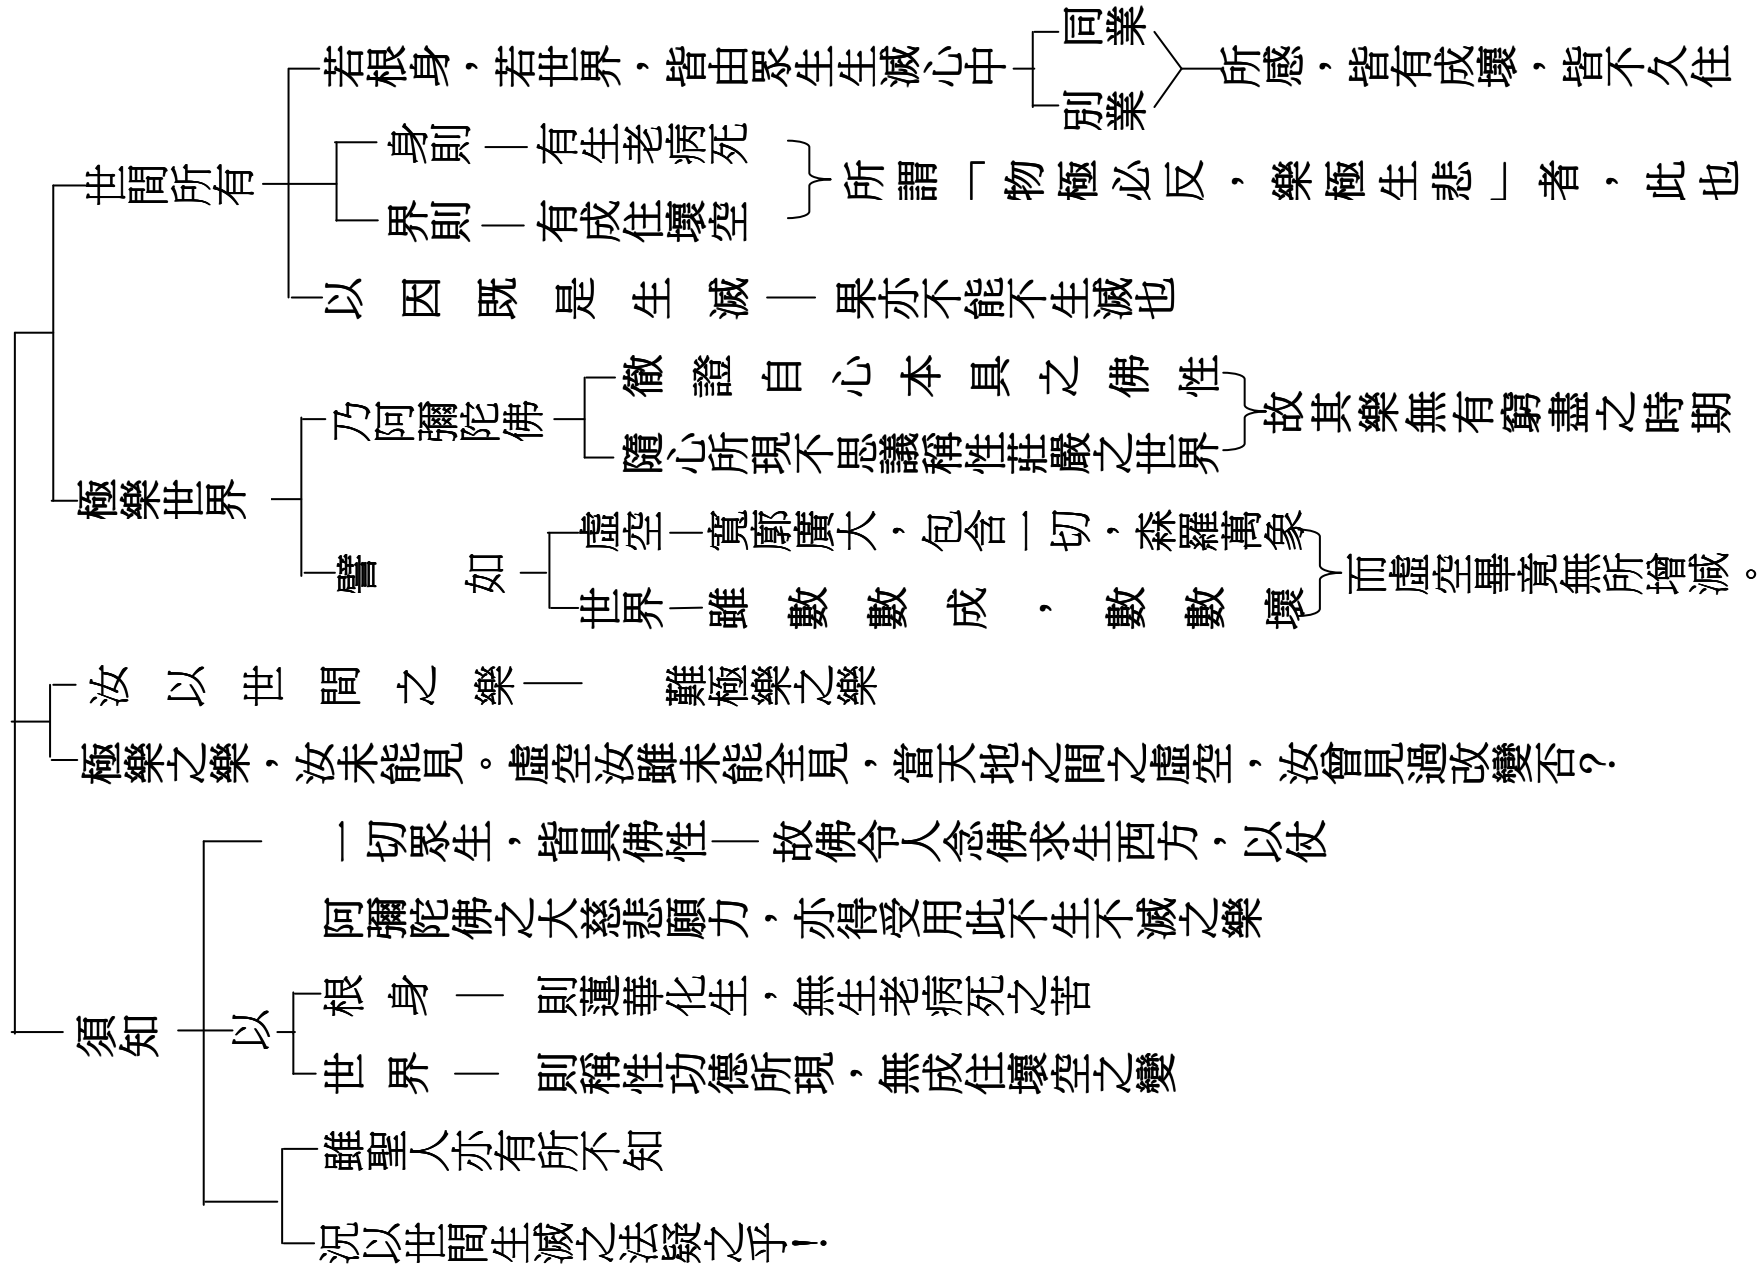 世間所有
若根身，若世界，皆由眾生生滅心中
同業
別業
所感，皆有成壞，皆不久住
身則
有生老病死
界則
有成住壞空
所謂「物極必反，樂極生悲」者，此也
以因既是生滅
果亦不能不生滅也
極樂世界
乃阿彌陀佛
徹證自心本具之佛性
隨心所現不思議稱性莊嚴之世界
故其樂無有窮盡之時期
譬如
虛空
寬廓廣大，包含一切，森羅萬象
世界
雖數數成，數數壞
而虛空畢竟無所增減。
汝以世間之樂
難極樂之樂
極樂之樂，汝未能見。虛空汝雖未能全見，當天地之間之虛空，汝曾見過改變否？
須知
一切眾生，皆具佛性
故佛令人念佛求生西方，以仗
阿彌陀佛之大慈悲願力，亦得受用此不生不滅之樂
以
根身
則蓮華化生，無生老病死之苦
世界
則稱性功德所現，無成住壞空之變
雖聖人亦有所不知
況以世間生滅之法疑之乎！